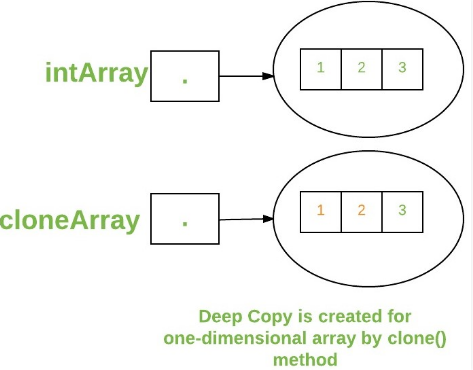 intArray . 1 2 3
cloneArray . 1 2 3
Deep Copy is created for
one-dimensional array by clone()
method